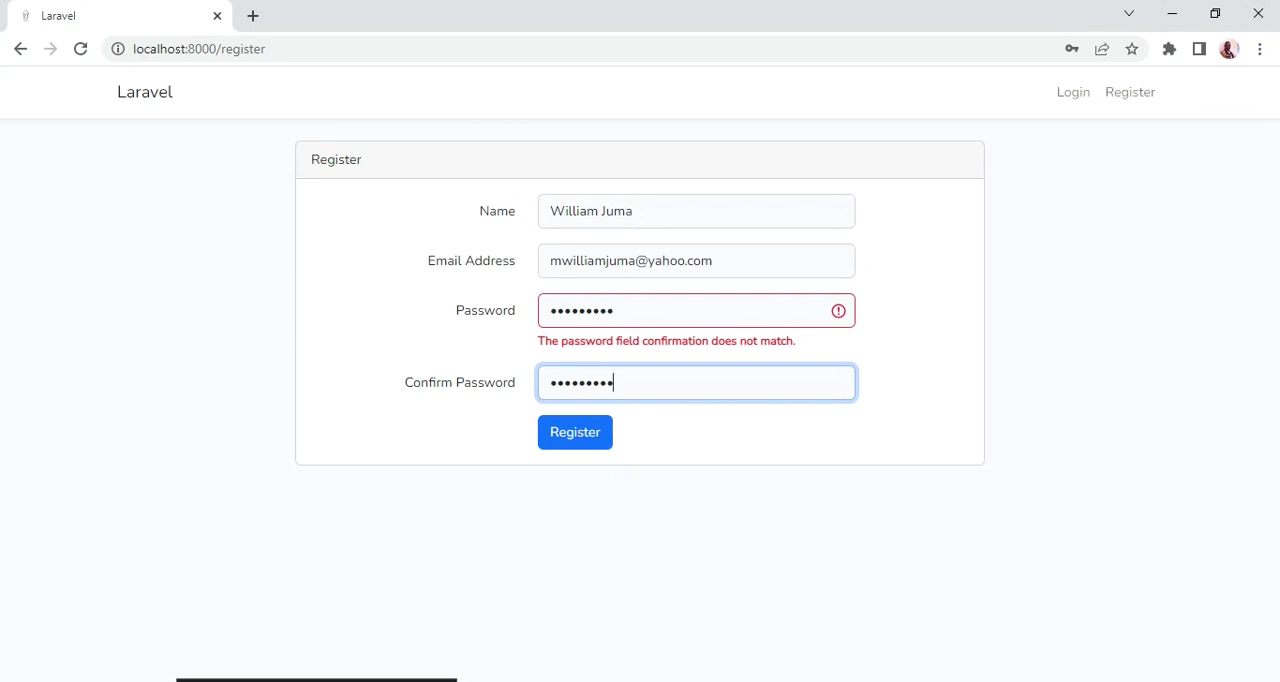 Laravel
localhost:8000/register
Laravel
Login Register
Register
Name William Juma
Email Address mwilliamjuma@yahoo.com
Password •••••••••
The password field confirmation does not match.
Confirm Password •••••••••
Register